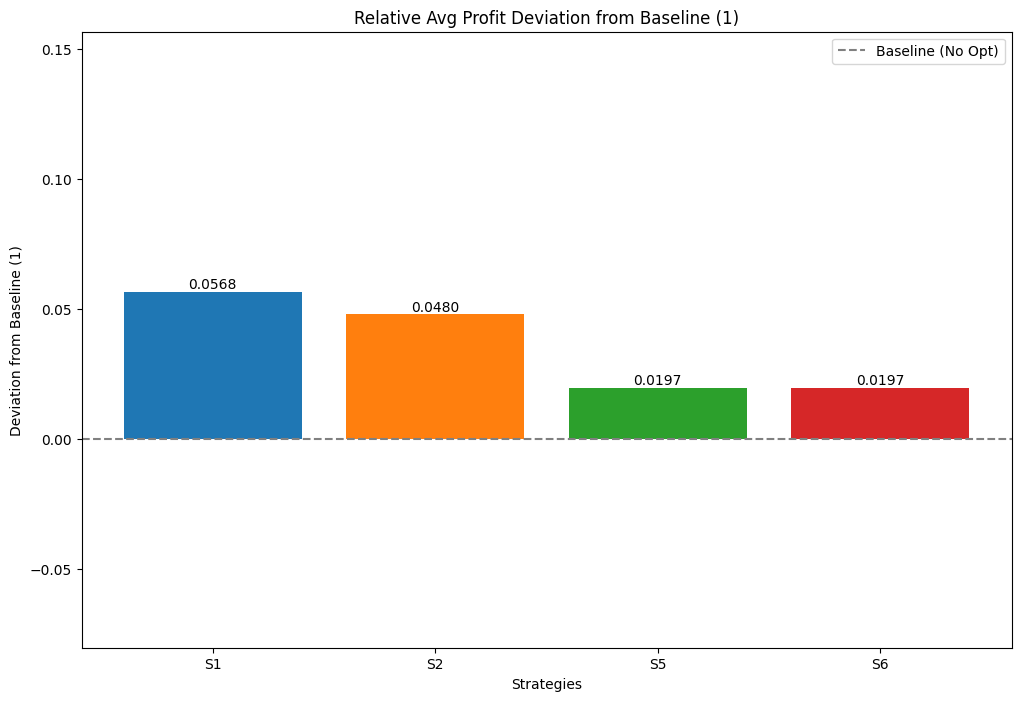 Relative Avg Profit Deviation from Baseline (1)
Baseline (No Opt)
Deviation from Baseline (1)
0.15
0.10
0.05
0.00
−0.05
0.0568
0.0480
0.0197
0.0197
S1
S2
S5
S6
Strategies